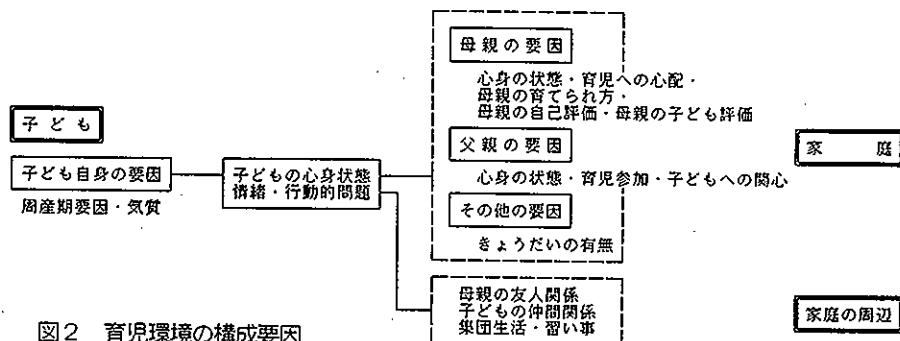 母親の要因
心身の状態・育児への心配・
母親の育てられ方・
母親の自己評価・母親の子ども評価
子ども
父親の要因
家庭
子ども自身の要因
子どもの心身状態
情緒・行動的問題
心身の状態・育児参加・子どもへの関心
周産期要因・気質
その他の要因
きょうだいの有無
母親の友人関係
子どもの仲間関係
集団生活・習い事
家庭の周辺
図2 育児環境の構成要因